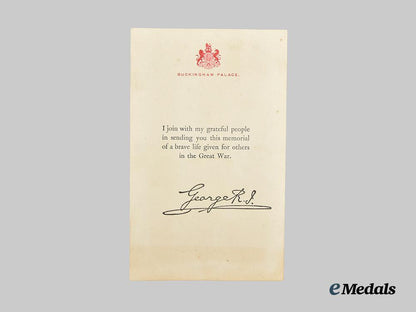 BUCKINGHAM PALACE.
I join with my grateful people
in sending you this memorial
of a brave life given for others
in the Great War.
George R.I.
eMedals